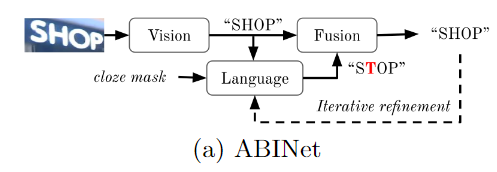 SHOP Vision "SHOP" Fusion "SHOP"
cloze mask Language "STOP"
Iterative refinement
(a) ABINet